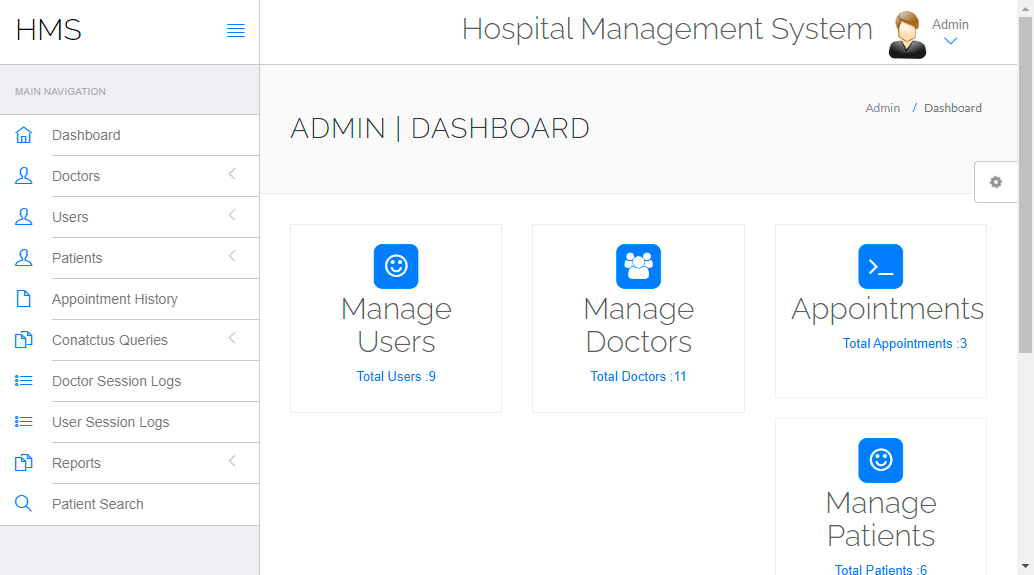 HMS
Hospital Management System
Admin
MAIN NAVIGATION
Dashboard
Doctors
Users
Patients
Appointment History
Conatctus Queries
Doctor Session Logs
User Session Logs
Reports
Patient Search
Admin / Dashboard
ADMIN | DASHBOARD
Manage
Users
Total Users :9
Manage
Doctors
Total Doctors :11
Appointments
Total Appointments :3
Manage
Patients
Total Patients :6